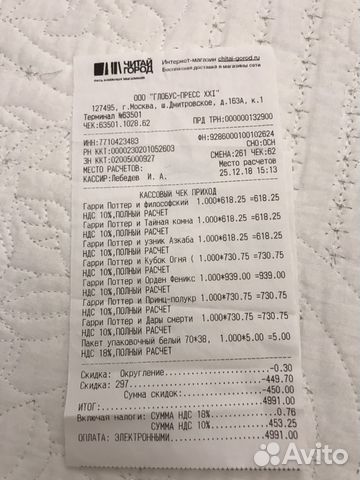 ЧИТАЙ
ГОРОД
Интернет-магазин chitai-gorod.ru
Бесплатная доставка в магазины сети
ООО "ГЛОБУС-ПРЕСС XXI"
127495, г.Москва, ш.Дмитровское, д.163А, к.1
Терминал №63501
ЧЕК:63501.1028.62 ПРД ТРН:000000132900
ИНН:7710423483 ФН:9286000100102624
РН ККТ:0000230201052603 СНО:ОСН
ЗН ККТ:02005000927 СМЕНА:261 ЧЕК:62
МЕСТО РАСЧЕТОВ: Место расчетов
КАССИР:Лебедев И. А. 25.12.18 15:13
КАССОВЫЙ ЧЕК ПРИХОД
Гарри Поттер и философский 1.000*618.25 =618.25
НДС 10%,ПОЛНЫЙ РАСЧЕТ
Гарри Поттер и Тайная комна 1.000*618.25 =618.25
НДС 10%,ПОЛНЫЙ РАСЧЕТ
Гарри Поттер и узник Азкаба 1.000*618.25 =618.25
НДС 10%,ПОЛНЫЙ РАСЧЕТ
Гарри Поттер и Кубок Огня ( 1.000*730.75 =730.75
НДС 10%,ПОЛНЫЙ РАСЧЕТ
Гарри Поттер и Орден Феникс 1.000*939.00 =939.00
НДС 10%,ПОЛНЫЙ РАСЧЕТ
Гарри Поттер и Принц-полукр 1.000*730.75 =730.75
НДС 10%,ПОЛНЫЙ РАСЧЕТ
Гарри Поттер и Дары смерти 1.000*730.75 =730.75
НДС 10%,ПОЛНЫЙ РАСЧЕТ
Пакет упаковочный белый 70*38, 1.000*5.00 =5.00
НДС 18%,ПОЛНЫЙ РАСЧЕТ
Скидка: Округление -0.30
Скидка: 297 -449.70
Сумма скидок: -450.00
ИТОГ: 4991.00
Включая налоги: СУММА НДС 18% 0.76
СУММА НДС 10% 453.25
ОПЛАТА: ЭЛЕКТРОННЫМИ 4991.00
Avito